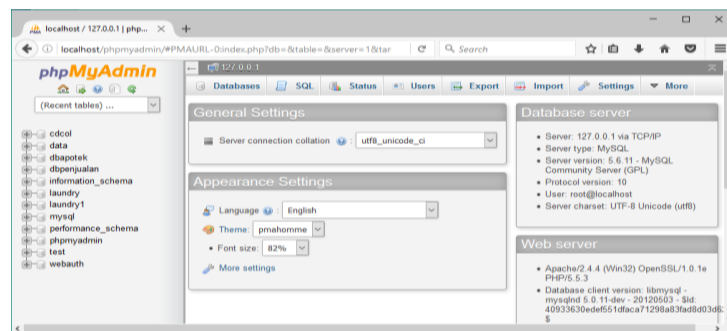 localhost / 127.0.0.1 | php...
localhost/phpmyadmin/#PMAURL-0:index.php?db=&table=&server=1&tar
Search
phpMyAdmin
(Recent tables) ...
cdcol
data
dbapotek
dbpenjualan
information_schema
laundry
laundry1
mysql
performance_schema
phpmyadmin
test
webauth
127.0.0.1
Databases SQL Status Users Export Import Settings More
General Settings
Server connection collation : utf8_unicode_ci
Appearance Settings
Language : English
Theme: pmahomme
Font size: 82%
More settings
Database server
Server: 127.0.0.1 via TCP/IP
Server type: MySQL
Server version: 5.6.11 - MySQL
Community Server (GPL)
Protocol version: 10
User: root@localhost
Server charset: UTF-8 Unicode (utf8)
Web server
Apache/2.4.4 (Win32) OpenSSL/1.0.1e
PHP/5.5.3
Database client version: libmysql -
mysqlnd 5.0.11-dev - 20120503 - $Id:
$